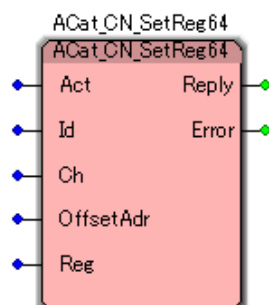 ACat_CN_SetReg64
ACat_CN_SetReg64
Act Reply
Id Error
Ch
OffsetAdr
Reg